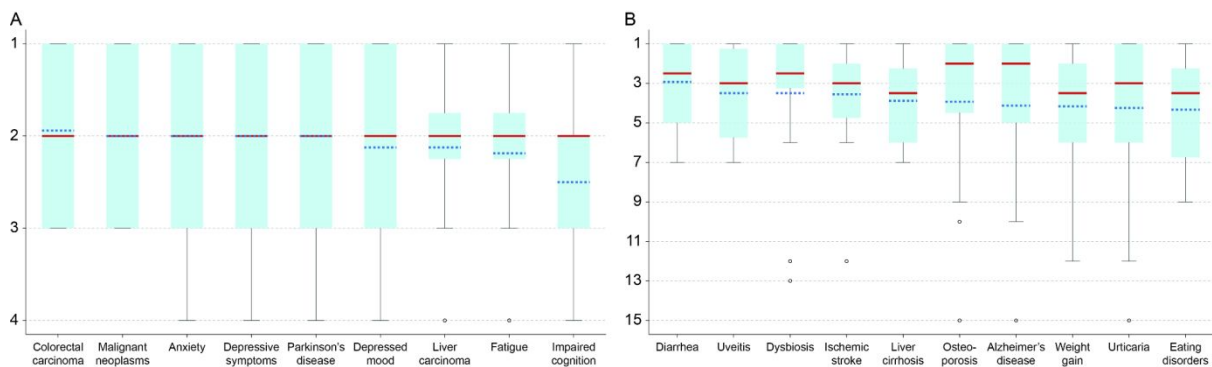 A
1
2
3
4
Colorectal
carcinoma
Malignant
neoplasms
Anxiety
Depressive
symptoms
Parkinson's
disease
Depressed
mood
Liver
carcinoma
Fatigue
Impaired
cognition
B
1
3
5
7
9
11
13
15
Diarrhea
Uveitis
Dysbiosis
Ischemic
stroke
Liver
cirrhosis
Osteo-
porosis
Alzheimer's
disease
Weight
gain
Urticaria
Eating
disorders